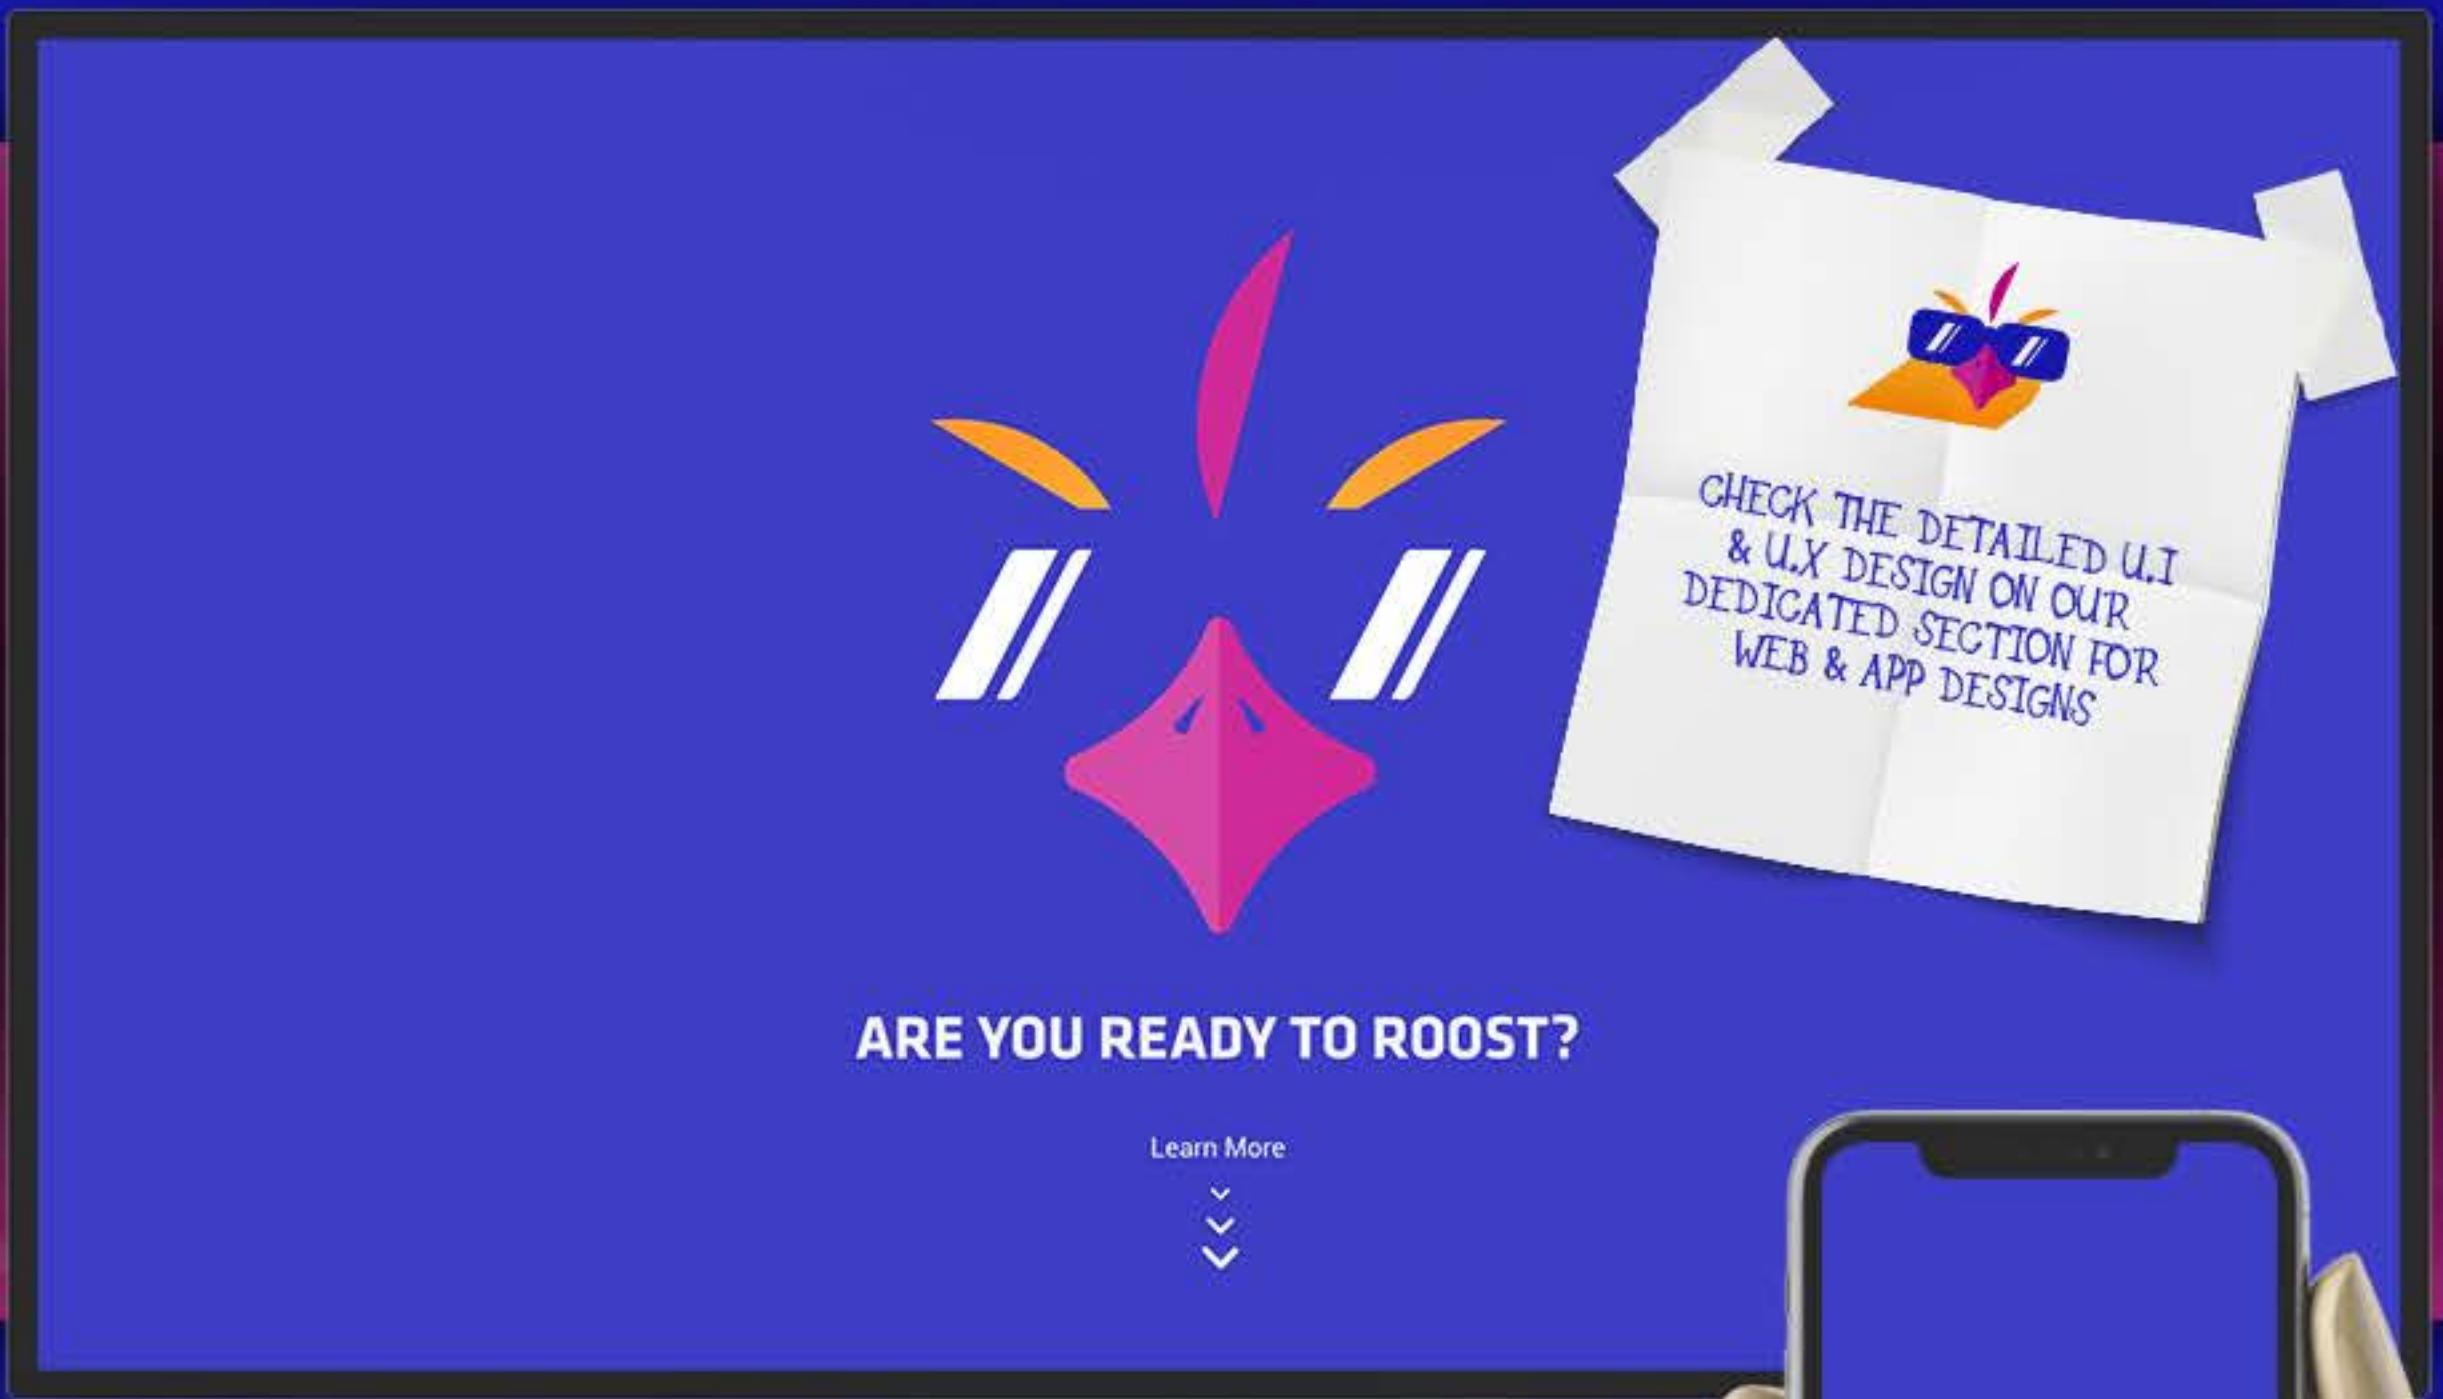 CHECK THE DETAILED U.I
& U.X DESIGN ON OUR
DEDICATED SECTION FOR
WEB & APP DESIGNS
ARE YOU READY TO ROOST?
Learn More